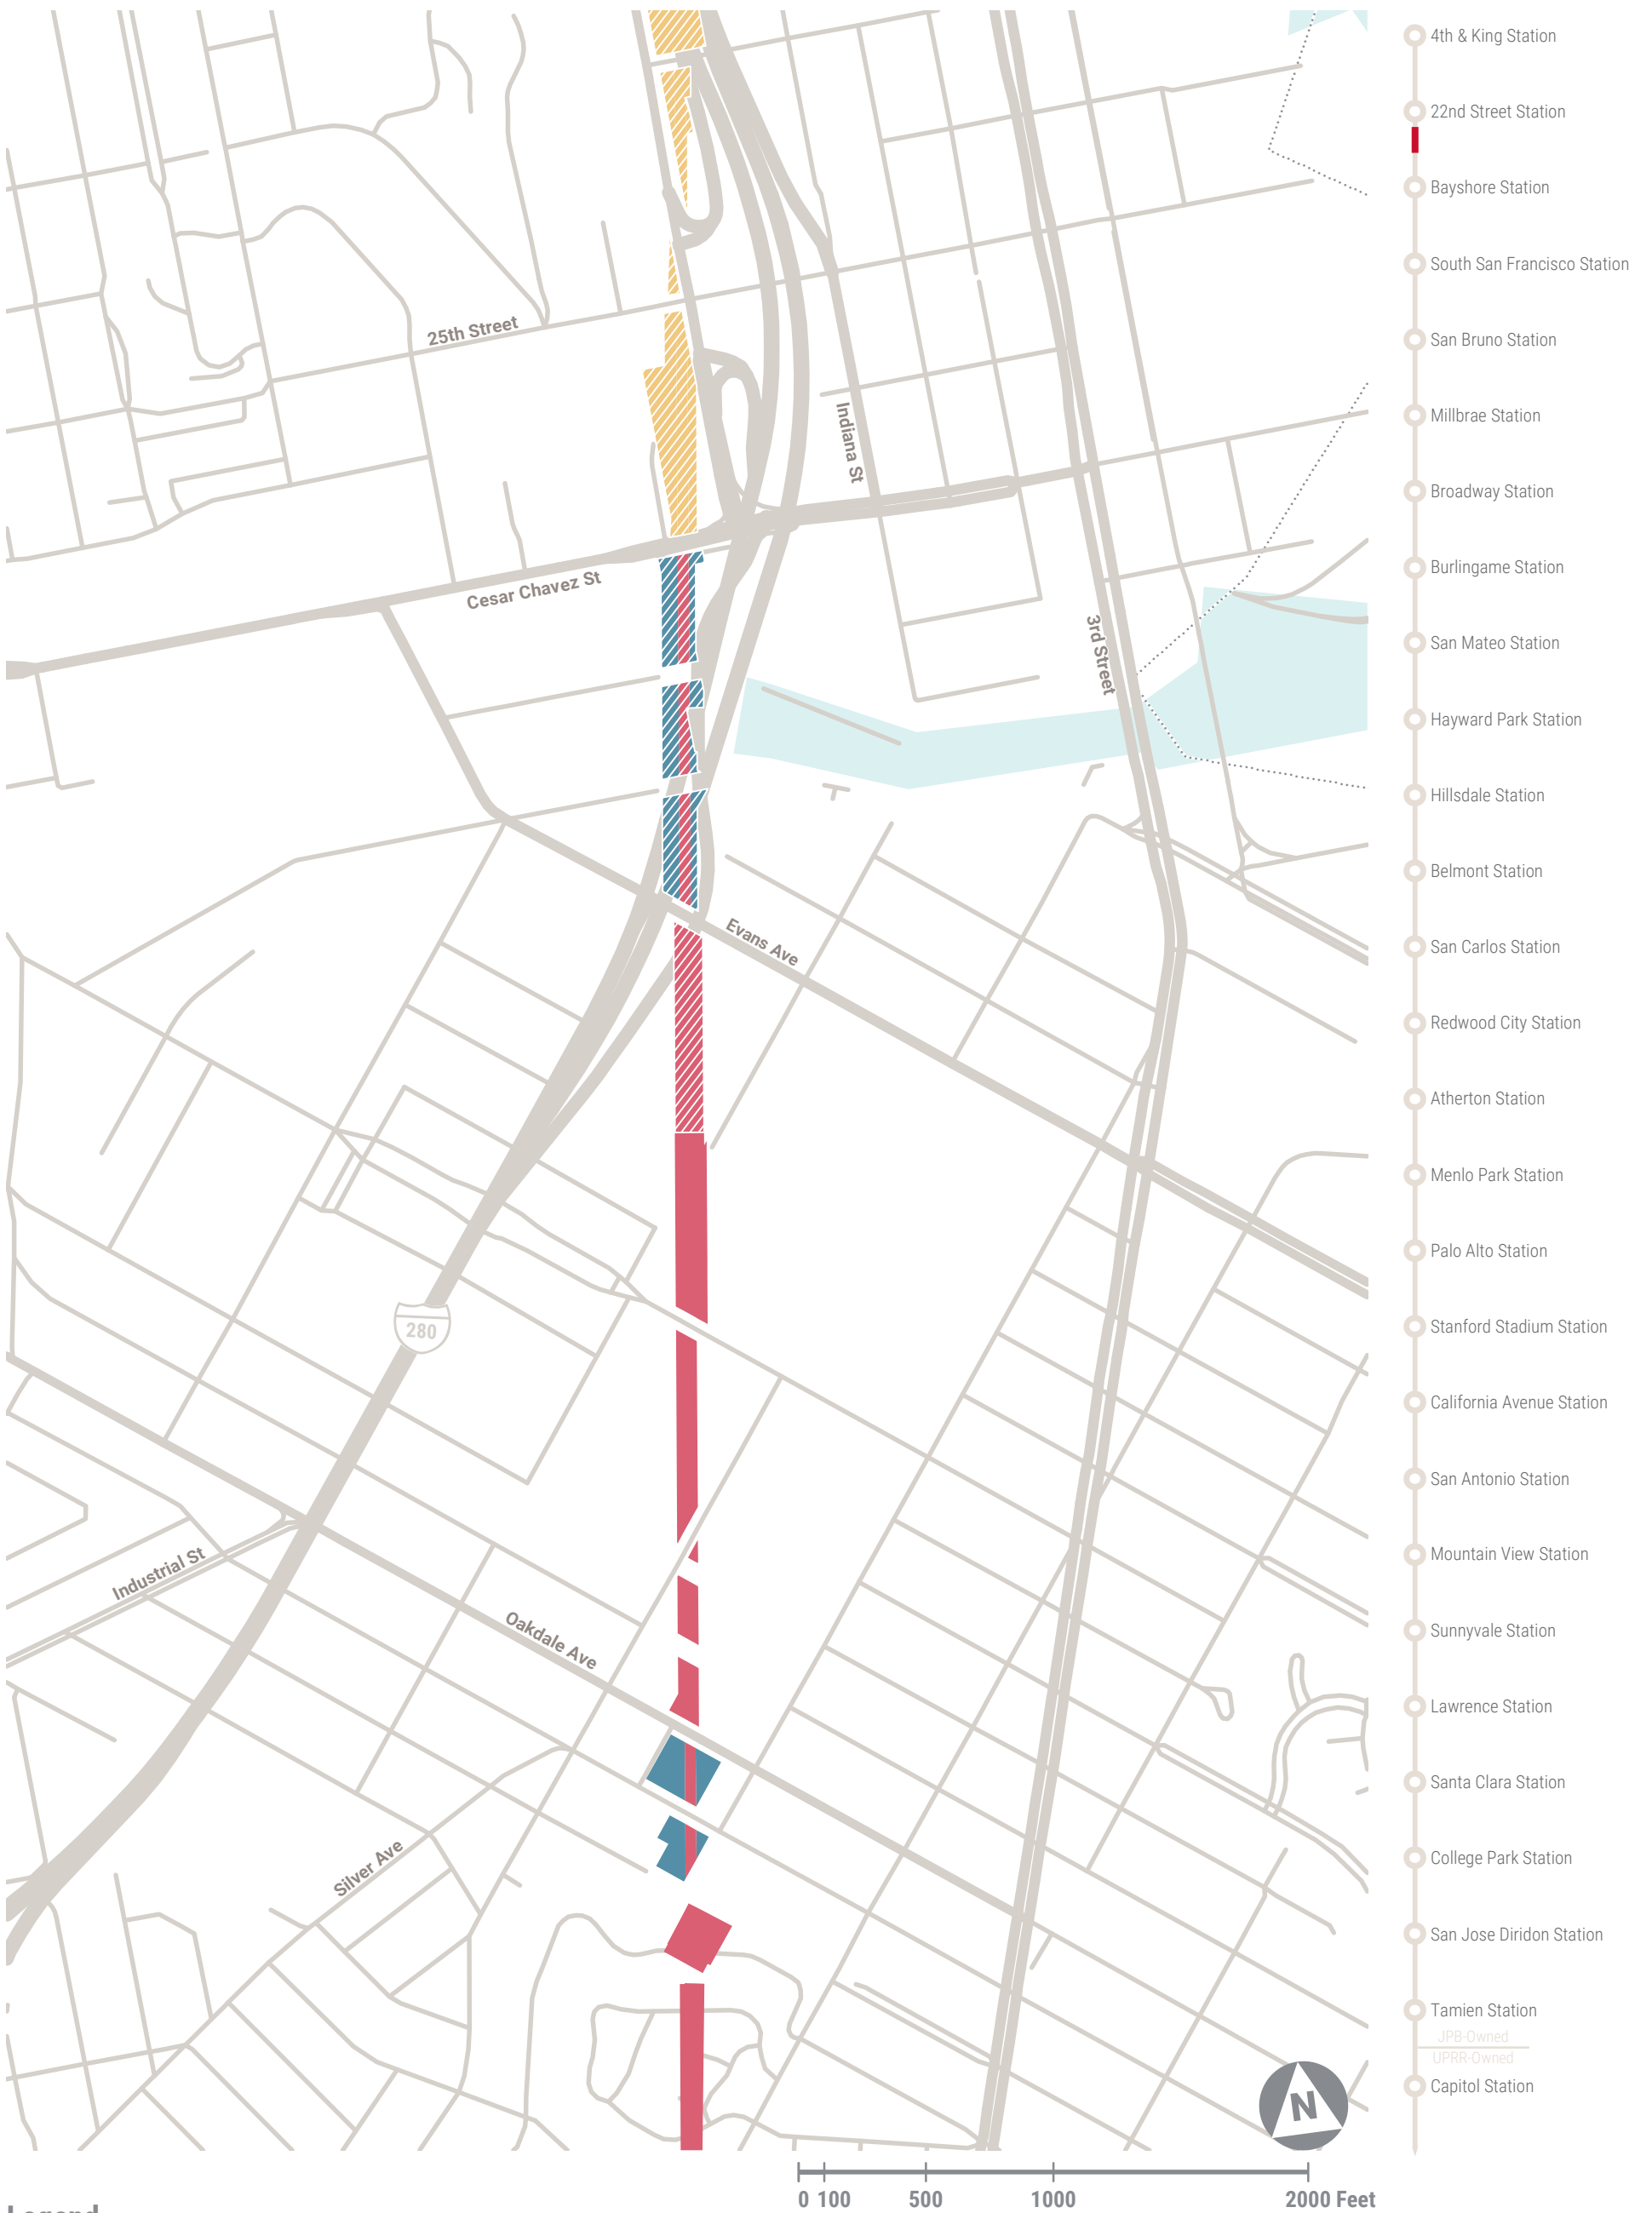 25th Street
Indiana St
Cesar Chavez St
3rd Street
Evans Ave
280
Industrial St
Oakdale Ave
Silver Ave
N
0 100 500 1000 2000 Feet
4th & King Station
22nd Street Station
Bayshore Station
South San Francisco Station
San Bruno Station
Millbrae Station
Broadway Station
Burlingame Station
San Mateo Station
Hayward Park Station
Hillsdale Station
Belmont Station
San Carlos Station
Redwood City Station
Atherton Station
Menlo Park Station
Palo Alto Station
Stanford Stadium Station
California Avenue Station
San Antonio Station
Mountain View Station
Sunnyvale Station
Lawrence Station
Santa Clara Station
College Park Station
San Jose Diridon Station
Tamien Station
JPB-Owned
UPRR-Owned
Capitol Station